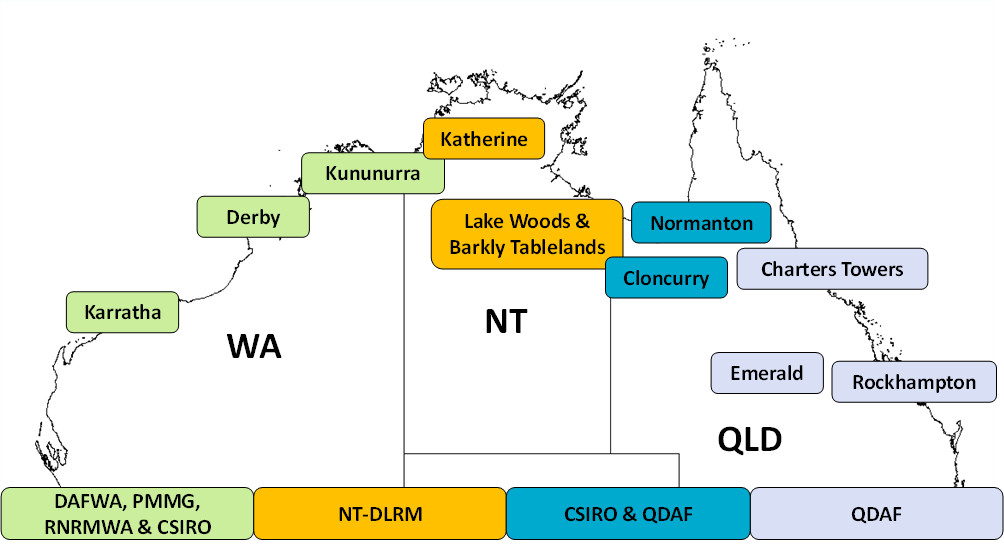 Katherine
Kununurra
Derby
Lake Woods &
Barkly Tablelands
Normanton
Charters Towers
Cloncurry
Karratha
NT
WA
Emerald
Rockhampton
QLD
DAFWA, PMMG,
RNRMWA & CSIRO
NT-DLRM
CSIRO & QDAF
QDAF